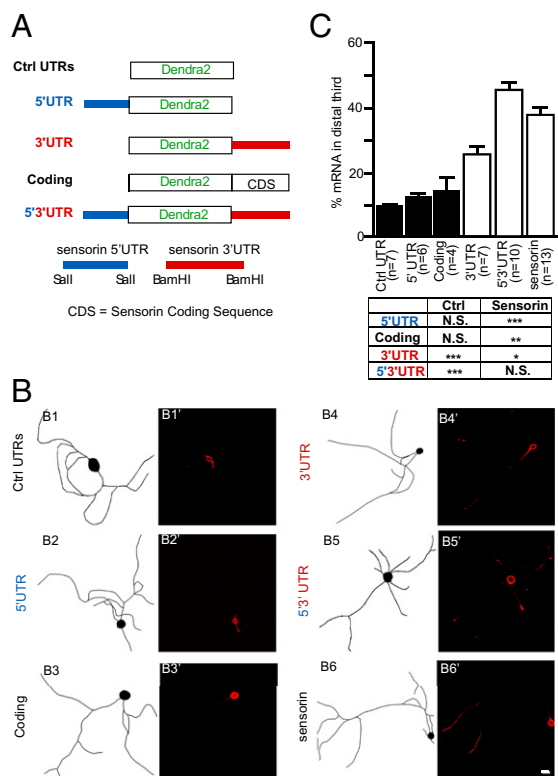 A
Ctrl UTRs
Dendra2
5'UTR
Dendra2
3'UTR
Dendra2
Coding
Dendra2
CDS
5'3'UTR
Dendra2
sensorin 5'UTR
sensorin 3'UTR
SalI
SalI
BamHI
BamHI
CDS = Sensorin Coding Sequence
C
% mRNA in distal third
60
40
20
0
Ctrl UTR
(n=7)
5' UTR
(n=6)
Coding
(n=4)
3'UTR
(n=7)
5'3'UTR
(n=10)
sensorin
(n=13)
Ctrl Sensorin
5'UTR N.S. ***
Coding N.S. **
3'UTR *** *
5'3'UTR *** N.S.
B
Ctrl UTRs
B1
B1'
3'UTR
B4
B4'
5'UTR
B2
B2'
5'3' UTR
B5
B5'
Coding
B3
B3'
sensorin
B6
B6'